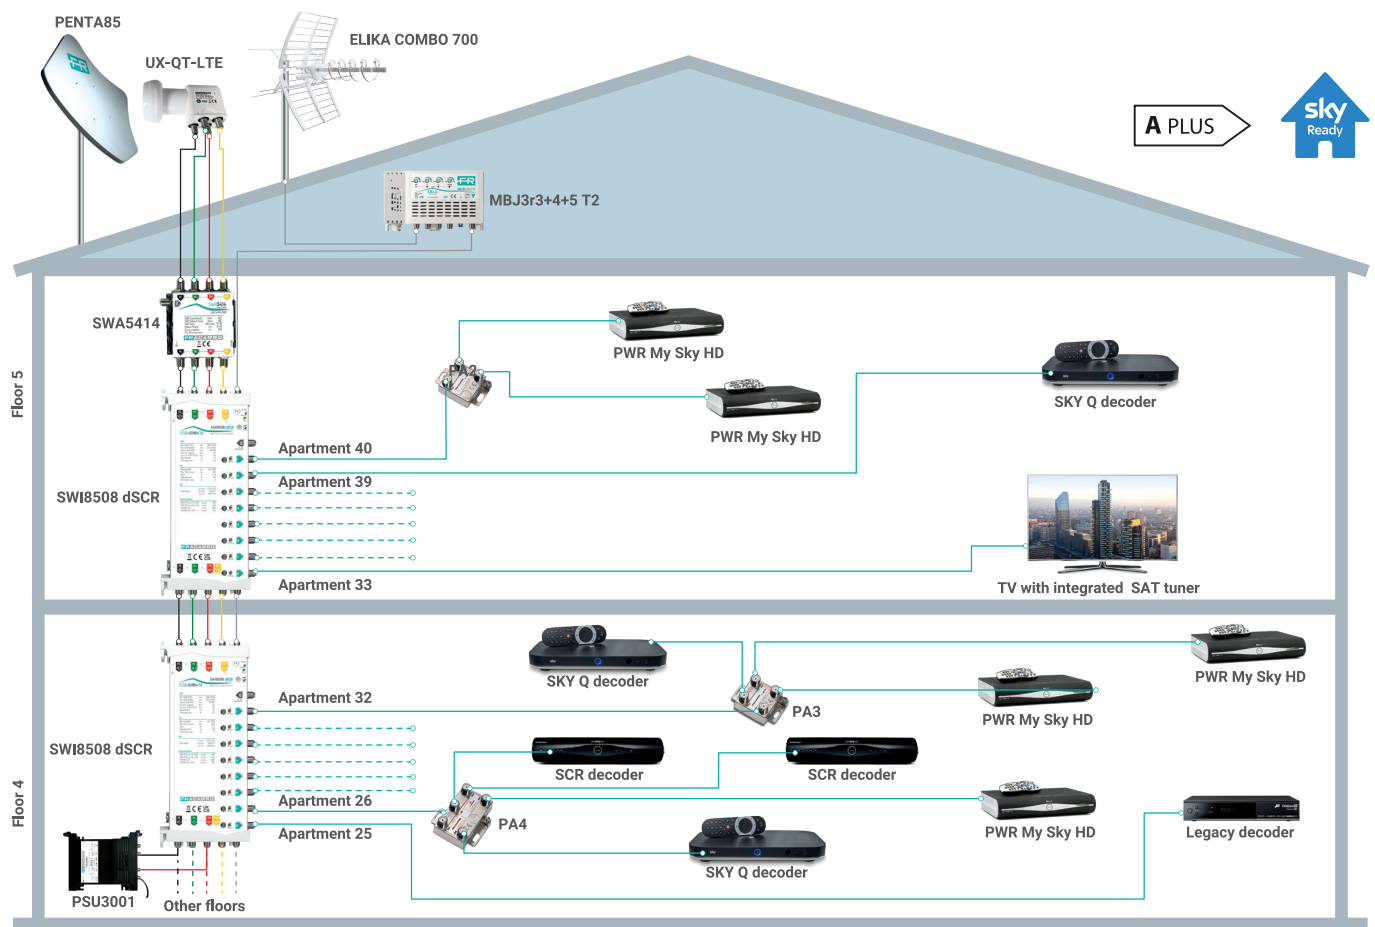 PENTA85
UX-QT-LTE
ELIKA COMBO 700
A PLUS
sky
Ready
MBJ3r3+4+5 T2
SWA5414
FRACARRO
PWR My Sky HD
PWR My Sky HD
SKY Q decoder
Floor 5
Apartment 40
Apartment 39
SWI8508 dSCR
FRACARRO
Apartment 33
TV with integrated SAT tuner
SKY Q decoder
PWR My Sky HD
Apartment 32
PA3
PWR My Sky HD
SWI8508 dSCR
SCR decoder
SCR decoder
FRACARRO
Apartment 26
PA4
PWR My Sky HD
Floor 4
Apartment 25
Legacy decoder
SKY Q decoder
PSU3001
Other floors